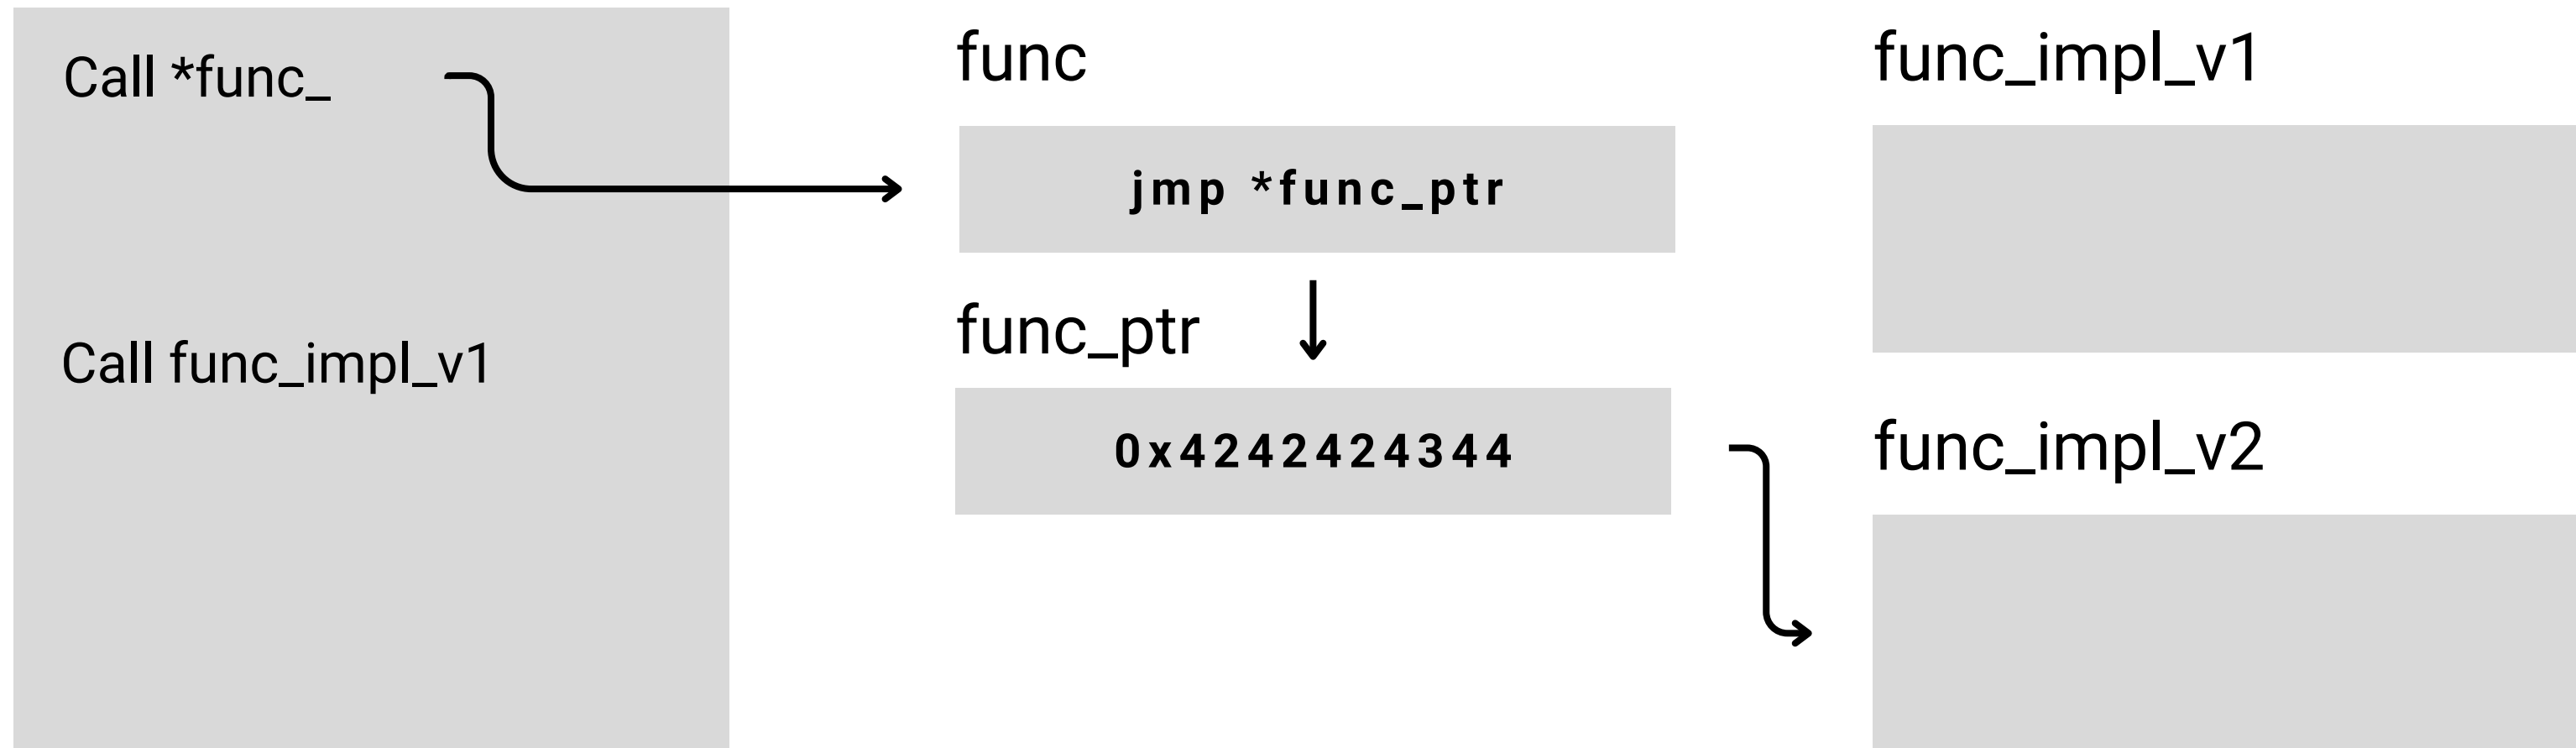 Call *func_
Call func_impl_v1
func
jmp *func_ptr
func_ptr
0x4242424344
func_impl_v1
func_impl_v2